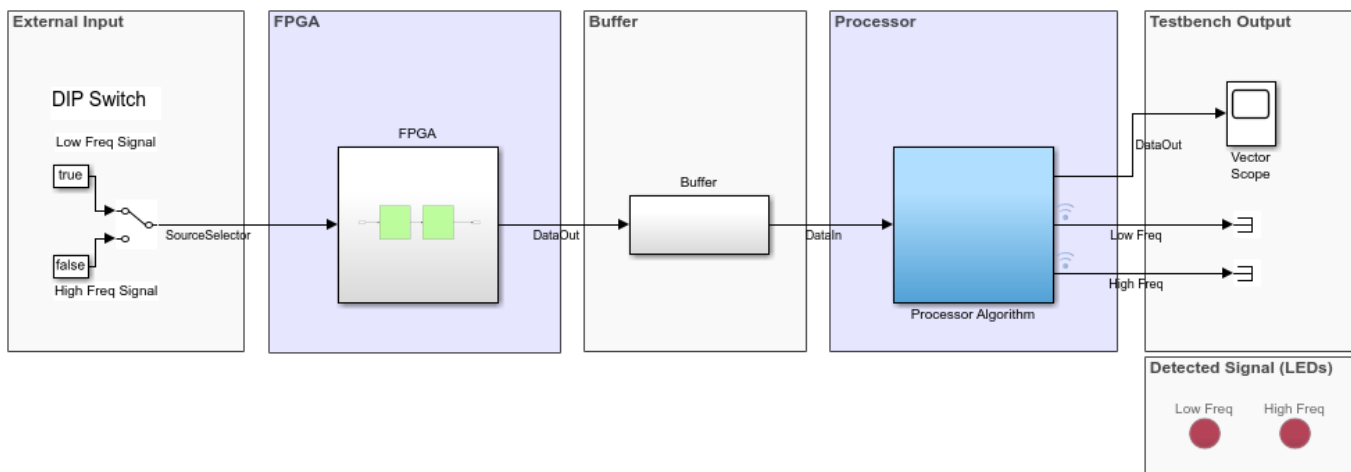 External Input
FPGA
Buffer
Processor
Testbench Output
DIP Switch
Low Freq Signal
true
false
High Freq Signal
SourceSelector
FPGA
DataOut
Buffer
DataIn
Processor Algorithm
DataOut
Low Freq
High Freq
Vector
Scope
Detected Signal (LEDs)
Low Freq
High Freq